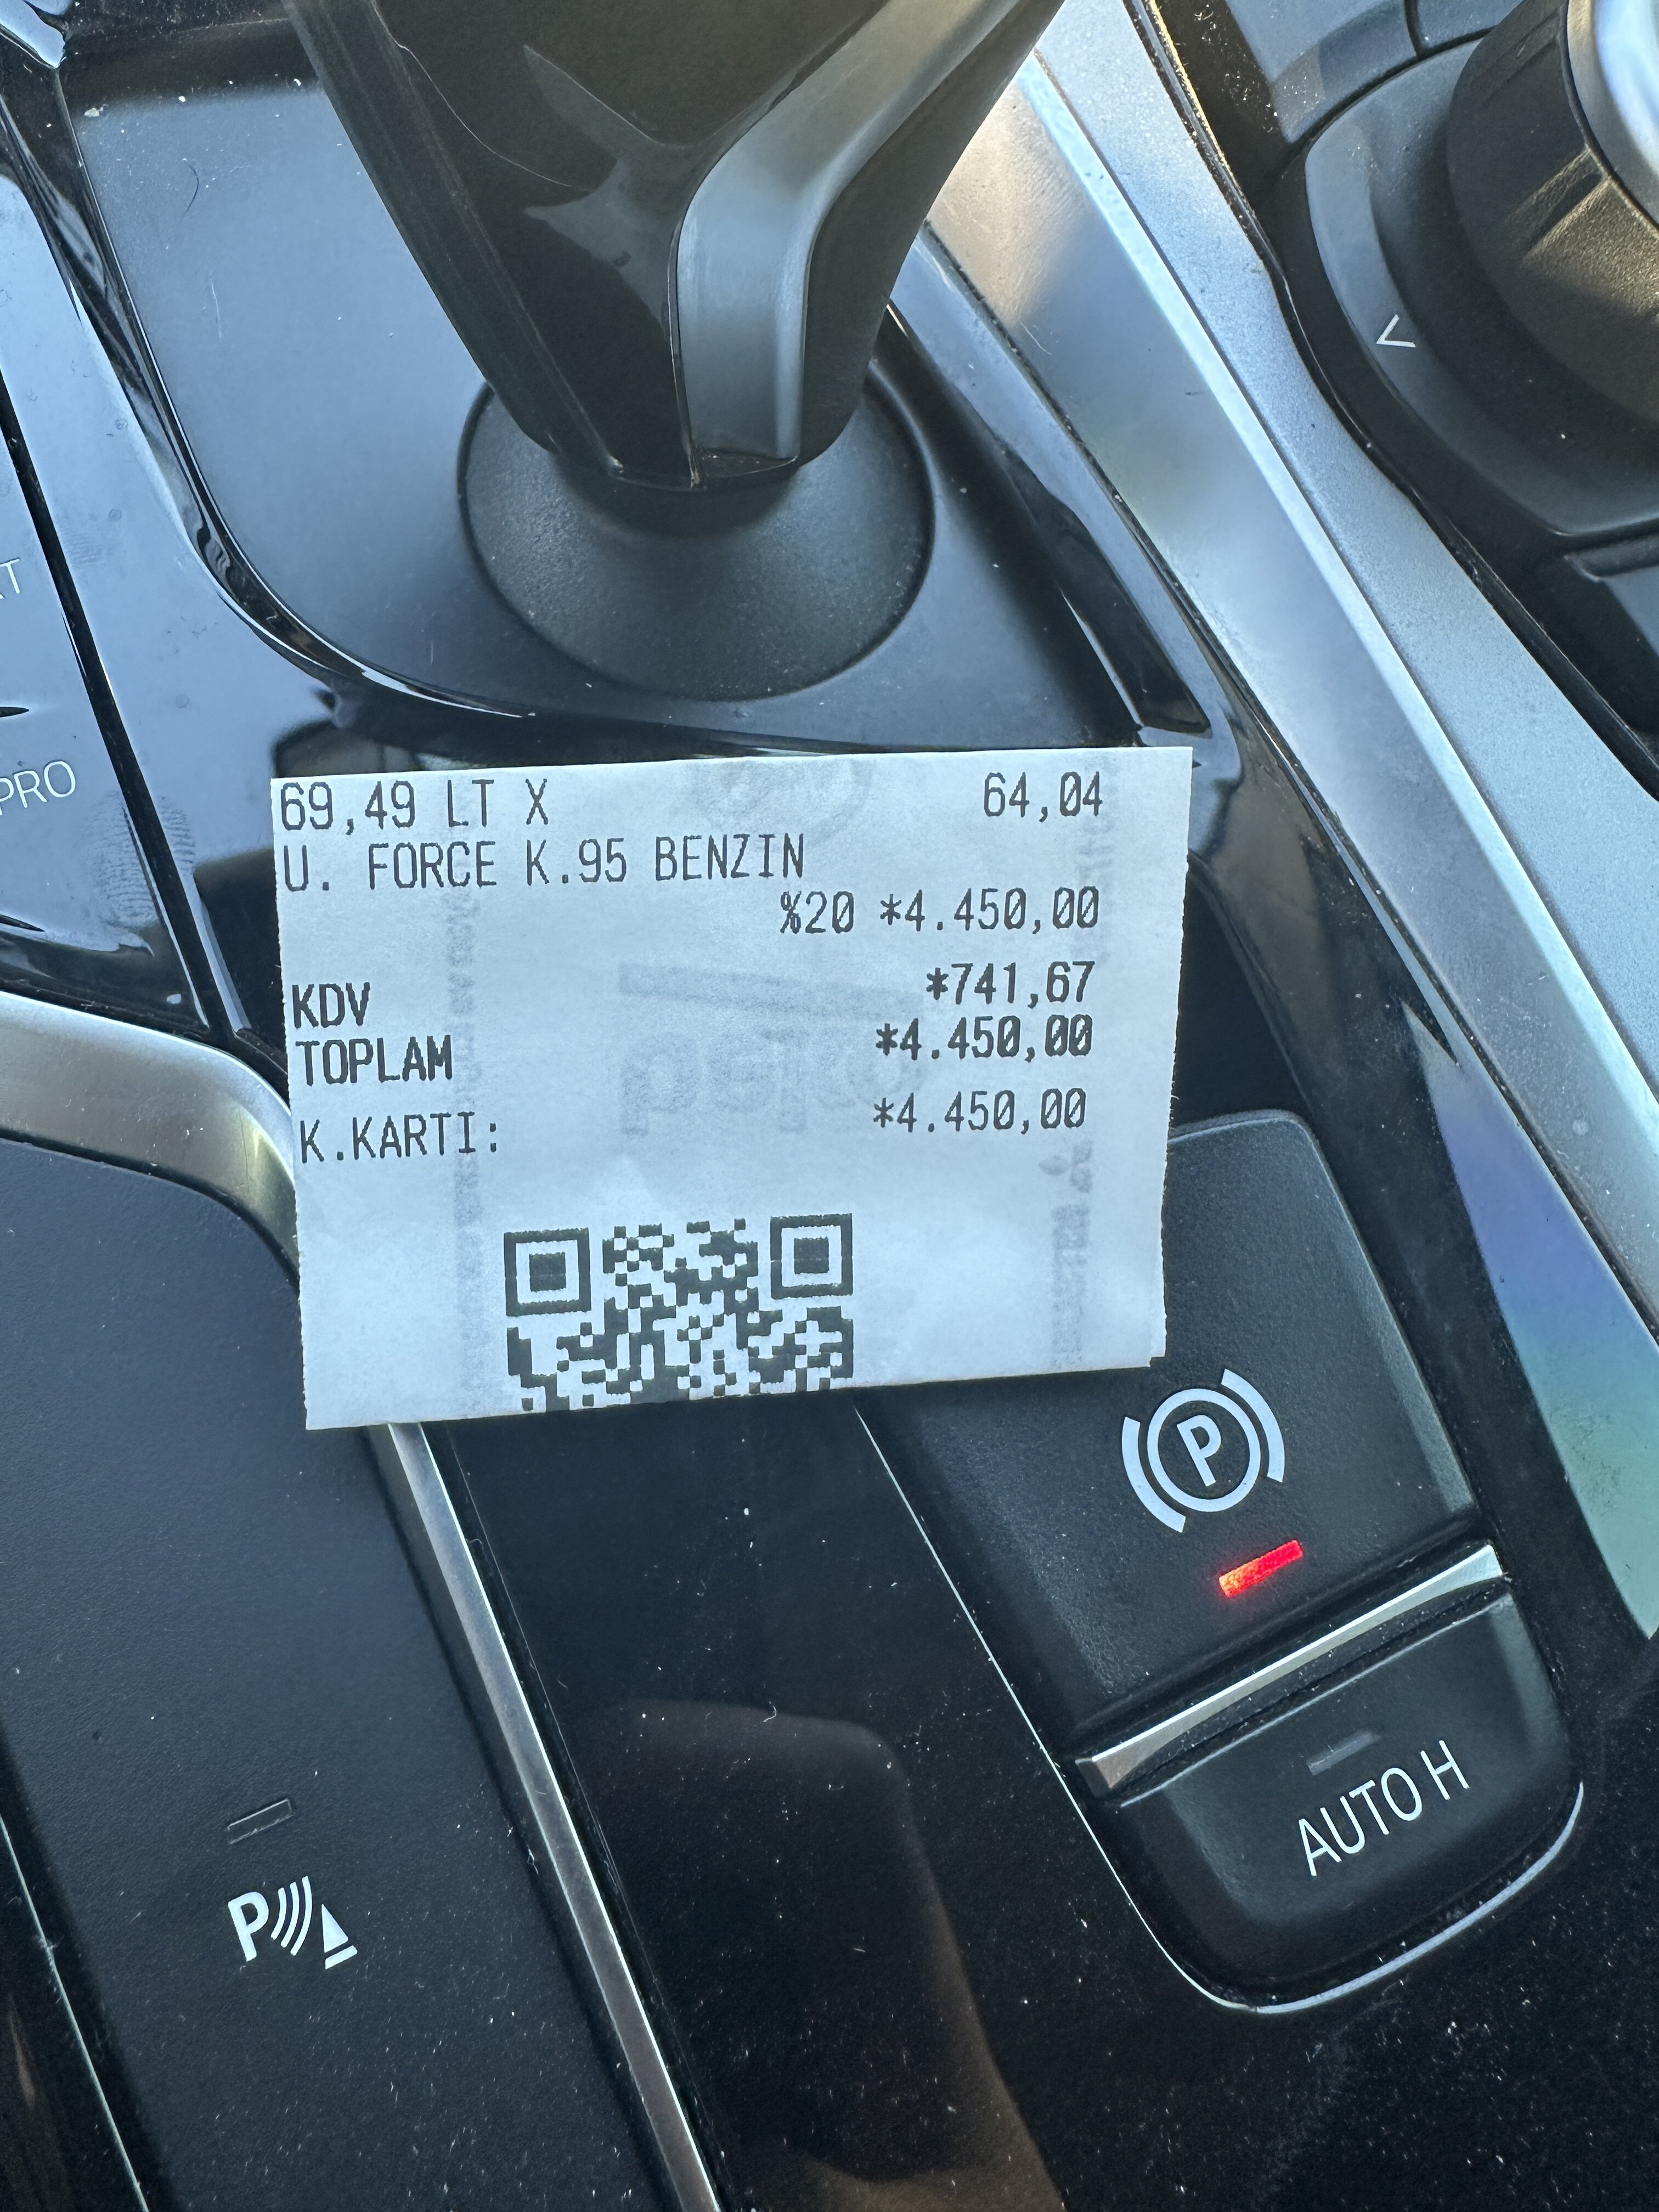 69,49 LT X 64,04
U. FORCE K.95 BENZIN
%20 *4.450,00
KDV *741,67
TOPLAM *4.450,00
K.KARTI: *4.450,00
PRO
P
AUTO H
P